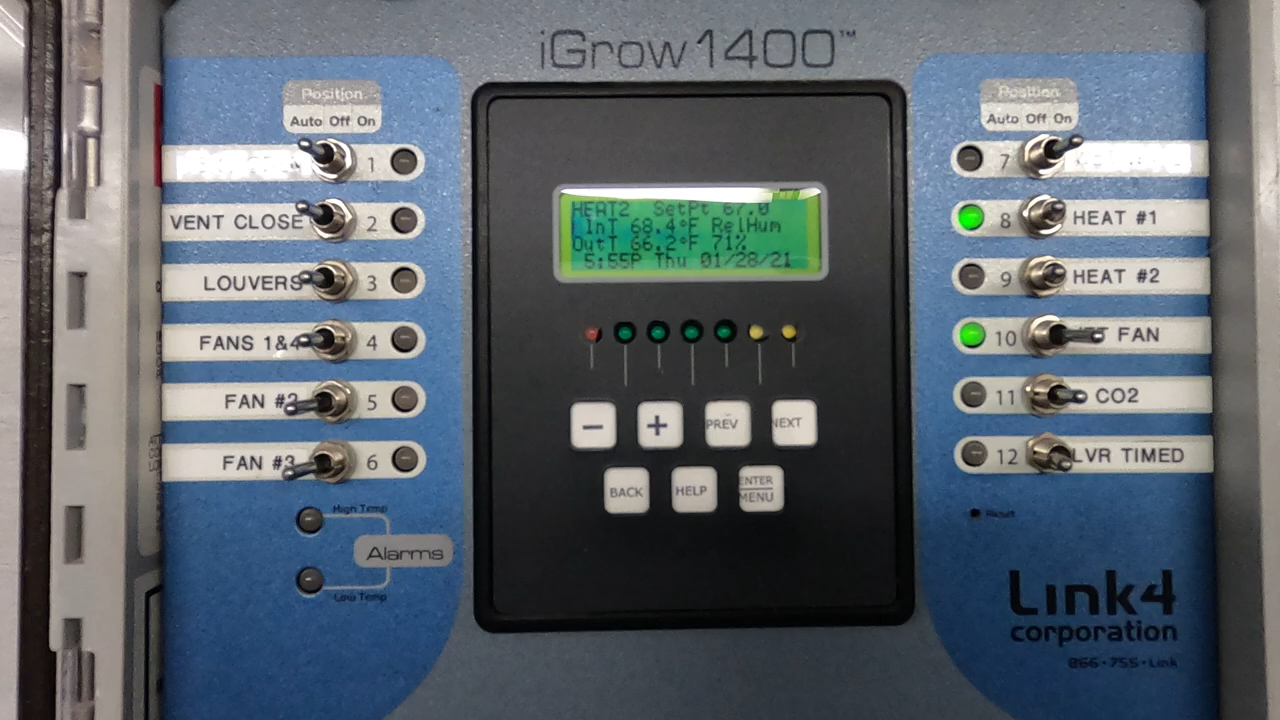 iGrow1400™
Position
Auto Off On
1
VENT CLOSE
2
LOUVERS
3
FANS 1&4
4
FAN #2
5
FAN #3
6
High Temp
Alarms
Low Temp
HEAT2 SetPt 67.0
InT 68.4°F RelHum
OutT 66.2°F 71%
5:55P Thu 01/28/21
−
+
PREV
NEXT
BACK
HELP
ENTER
MENU
Position
Auto Off On
7
8
HEAT #1
9
HEAT #2
10
FAN
11
CO2
12
LVR TIMED
Reset
Link4
corporation
866·755·Link